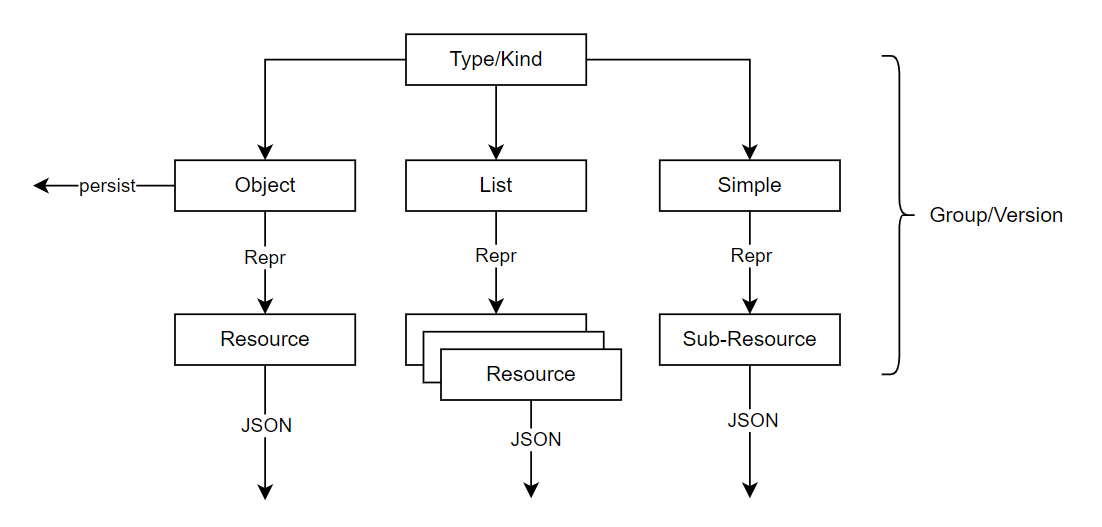 Type/Kind
persist
Object
List
Simple
Group/Version
Repr
Repr
Repr
Resource
Resource
Sub-Resource
JSON
JSON
JSON